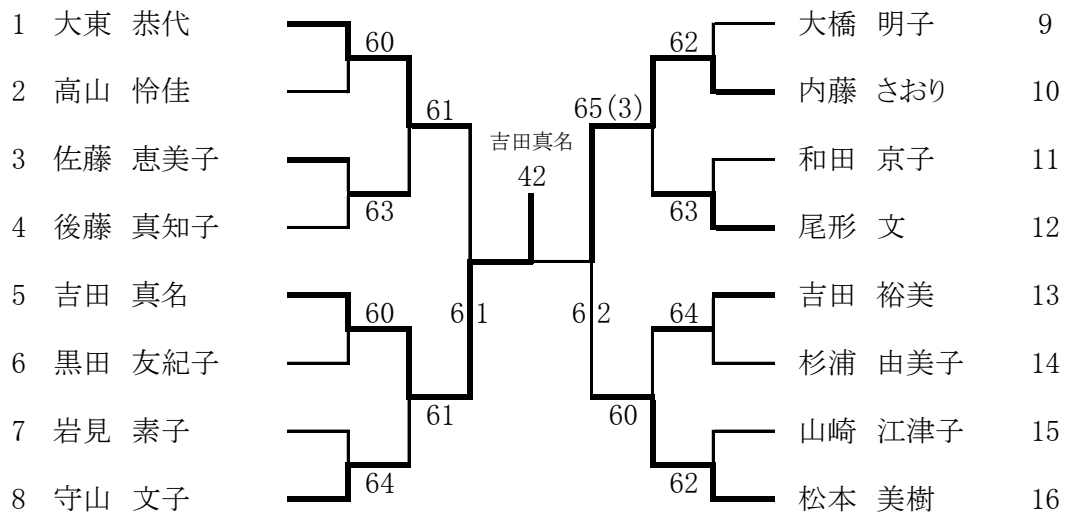 1 大東 恭代
60
2 高山 怜佳
61
3 佐藤 恵美子
63
4 後藤 真知子
5 吉田 真名
60
6 黒田 友紀子
61
7 岩見 素子
64
8 守山 文子
61
吉田真名
42
62
大橋 明子 9
62
内藤 さおり 10
65(3)
和田 京子 11
63
尾形 文 12
吉田 裕美 13
64
杉浦 由美子 14
60
山崎 江津子 15
62
松本 美樹 16